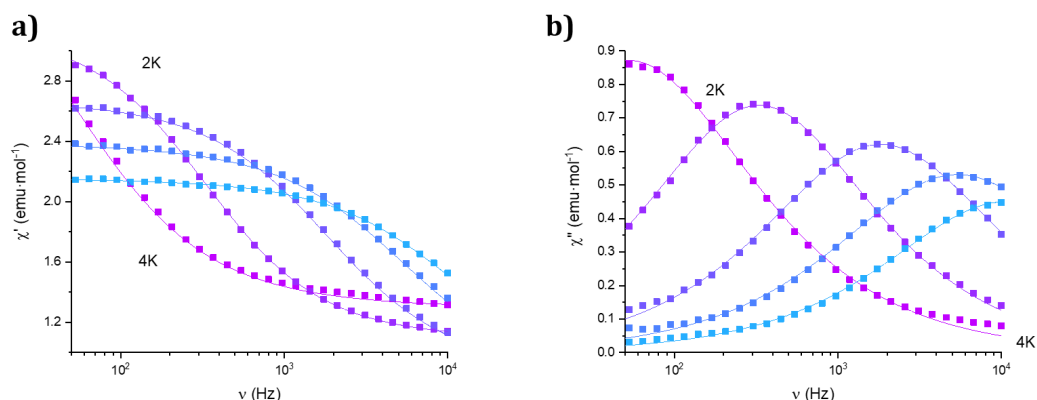 a)
b)
2K
4K
2.8
2.4
2.0
1.6
1.2
χ' (emu·mol⁻¹)
10² 10³ 10⁴
ν (Hz)
2K
4K
0.9
0.8
0.7
0.6
0.5
0.4
0.3
0.2
0.1
0.0
χ'' (emu·mol⁻¹)
10² 10³ 10⁴
ν (Hz)